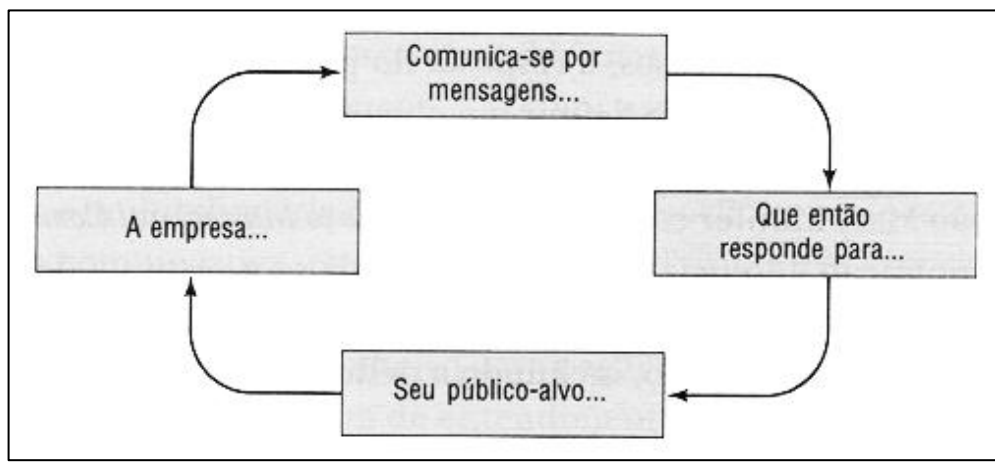 Comunica-se por
mensagens...
A empresa...
Que então
responde para...
Seu público-alvo...